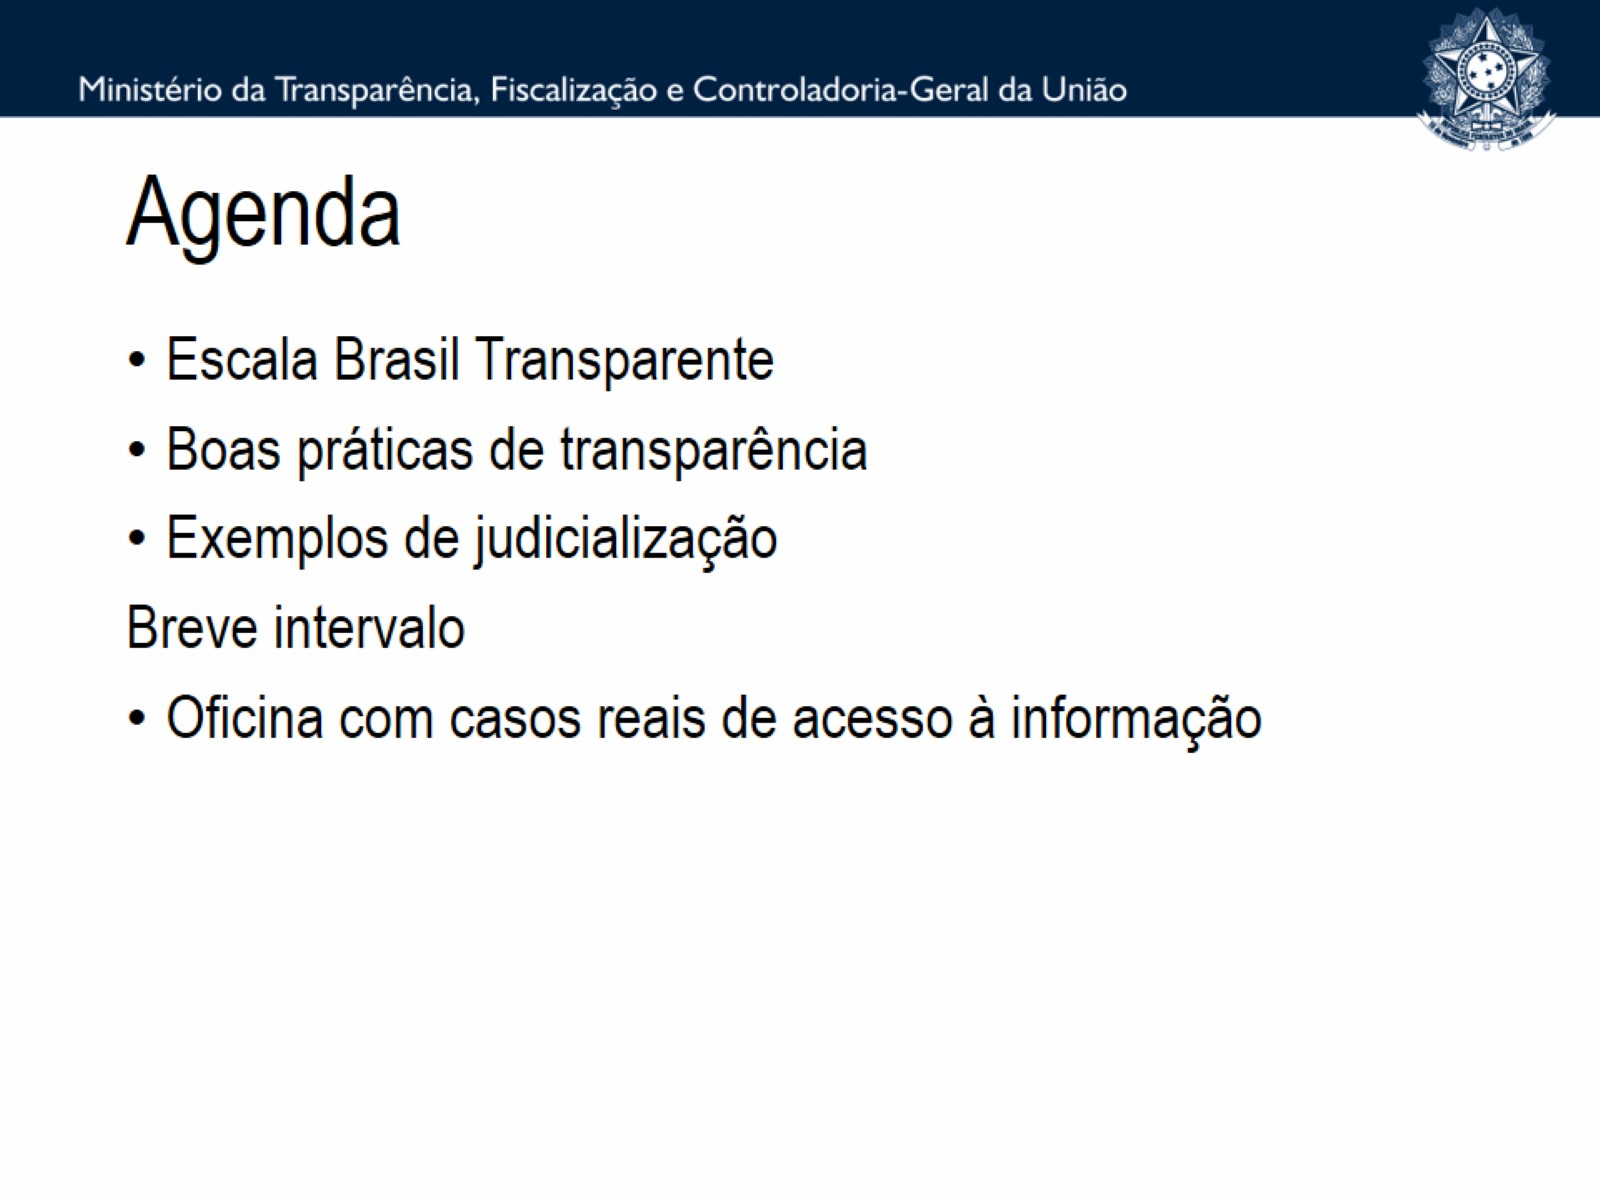 Ministério da Transparência, Fiscalização e Controladoria-Geral da União
Agenda
• Escala Brasil Transparente
• Boas práticas de transparência
• Exemplos de judicialização
Breve intervalo
• Oficina com casos reais de acesso à informação